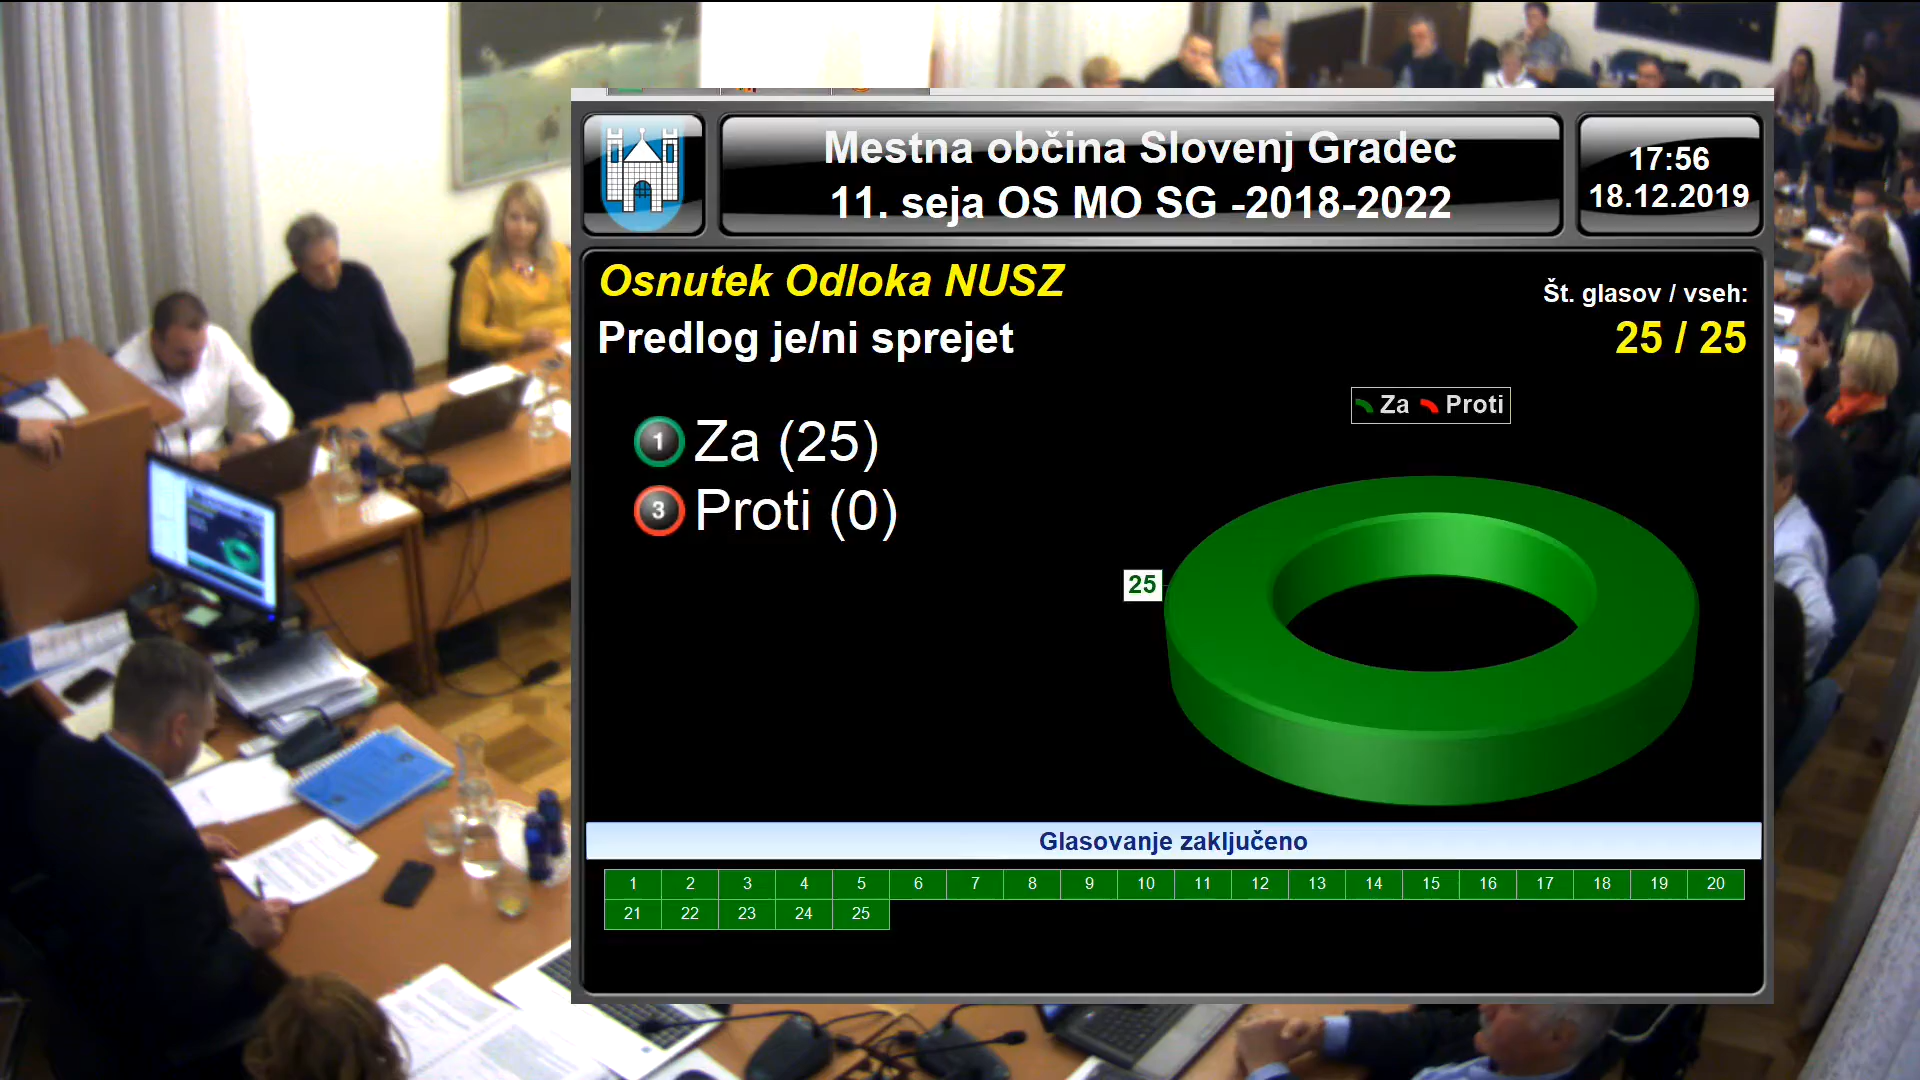 Mestna občina Slovenj Gradec
11. seja OS MO SG -2018-2022
17:56
18.12.2019
Osnutek Odloka NUSZ
Št. glasov / vseh:
Predlog je/ni sprejet
25 / 25
Za Proti
1 Za (25)
3 Proti (0)
25
Glasovanje zaključeno
1 2 3 4 5 6 7 8 9 10 11 12 13 14 15 16 17 18 19 20
21 22 23 24 25